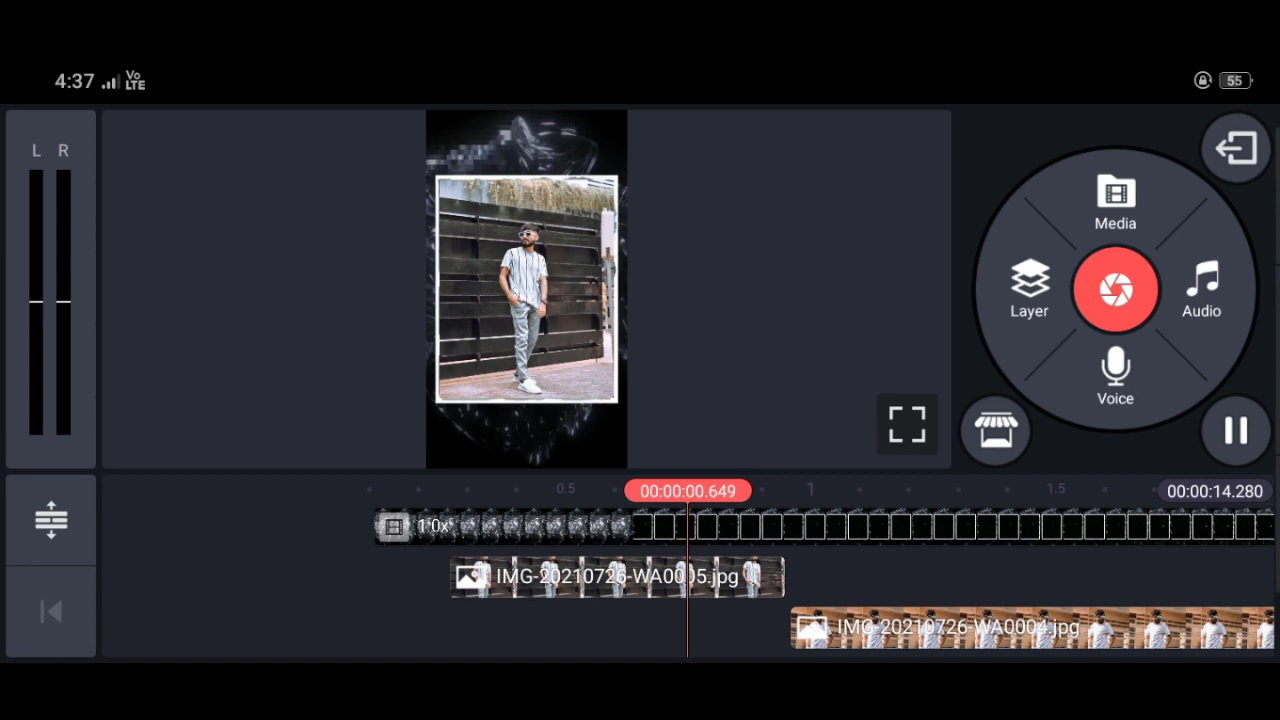 4:37 Vo LTE
55
L R
Media
Layer
Audio
Voice
0.5
00:00:00.649
1
1.5
00:00:14.280
1.0x
IMG-20210726-WA0005.jpg
IMG-20210726-WA0004.jpg